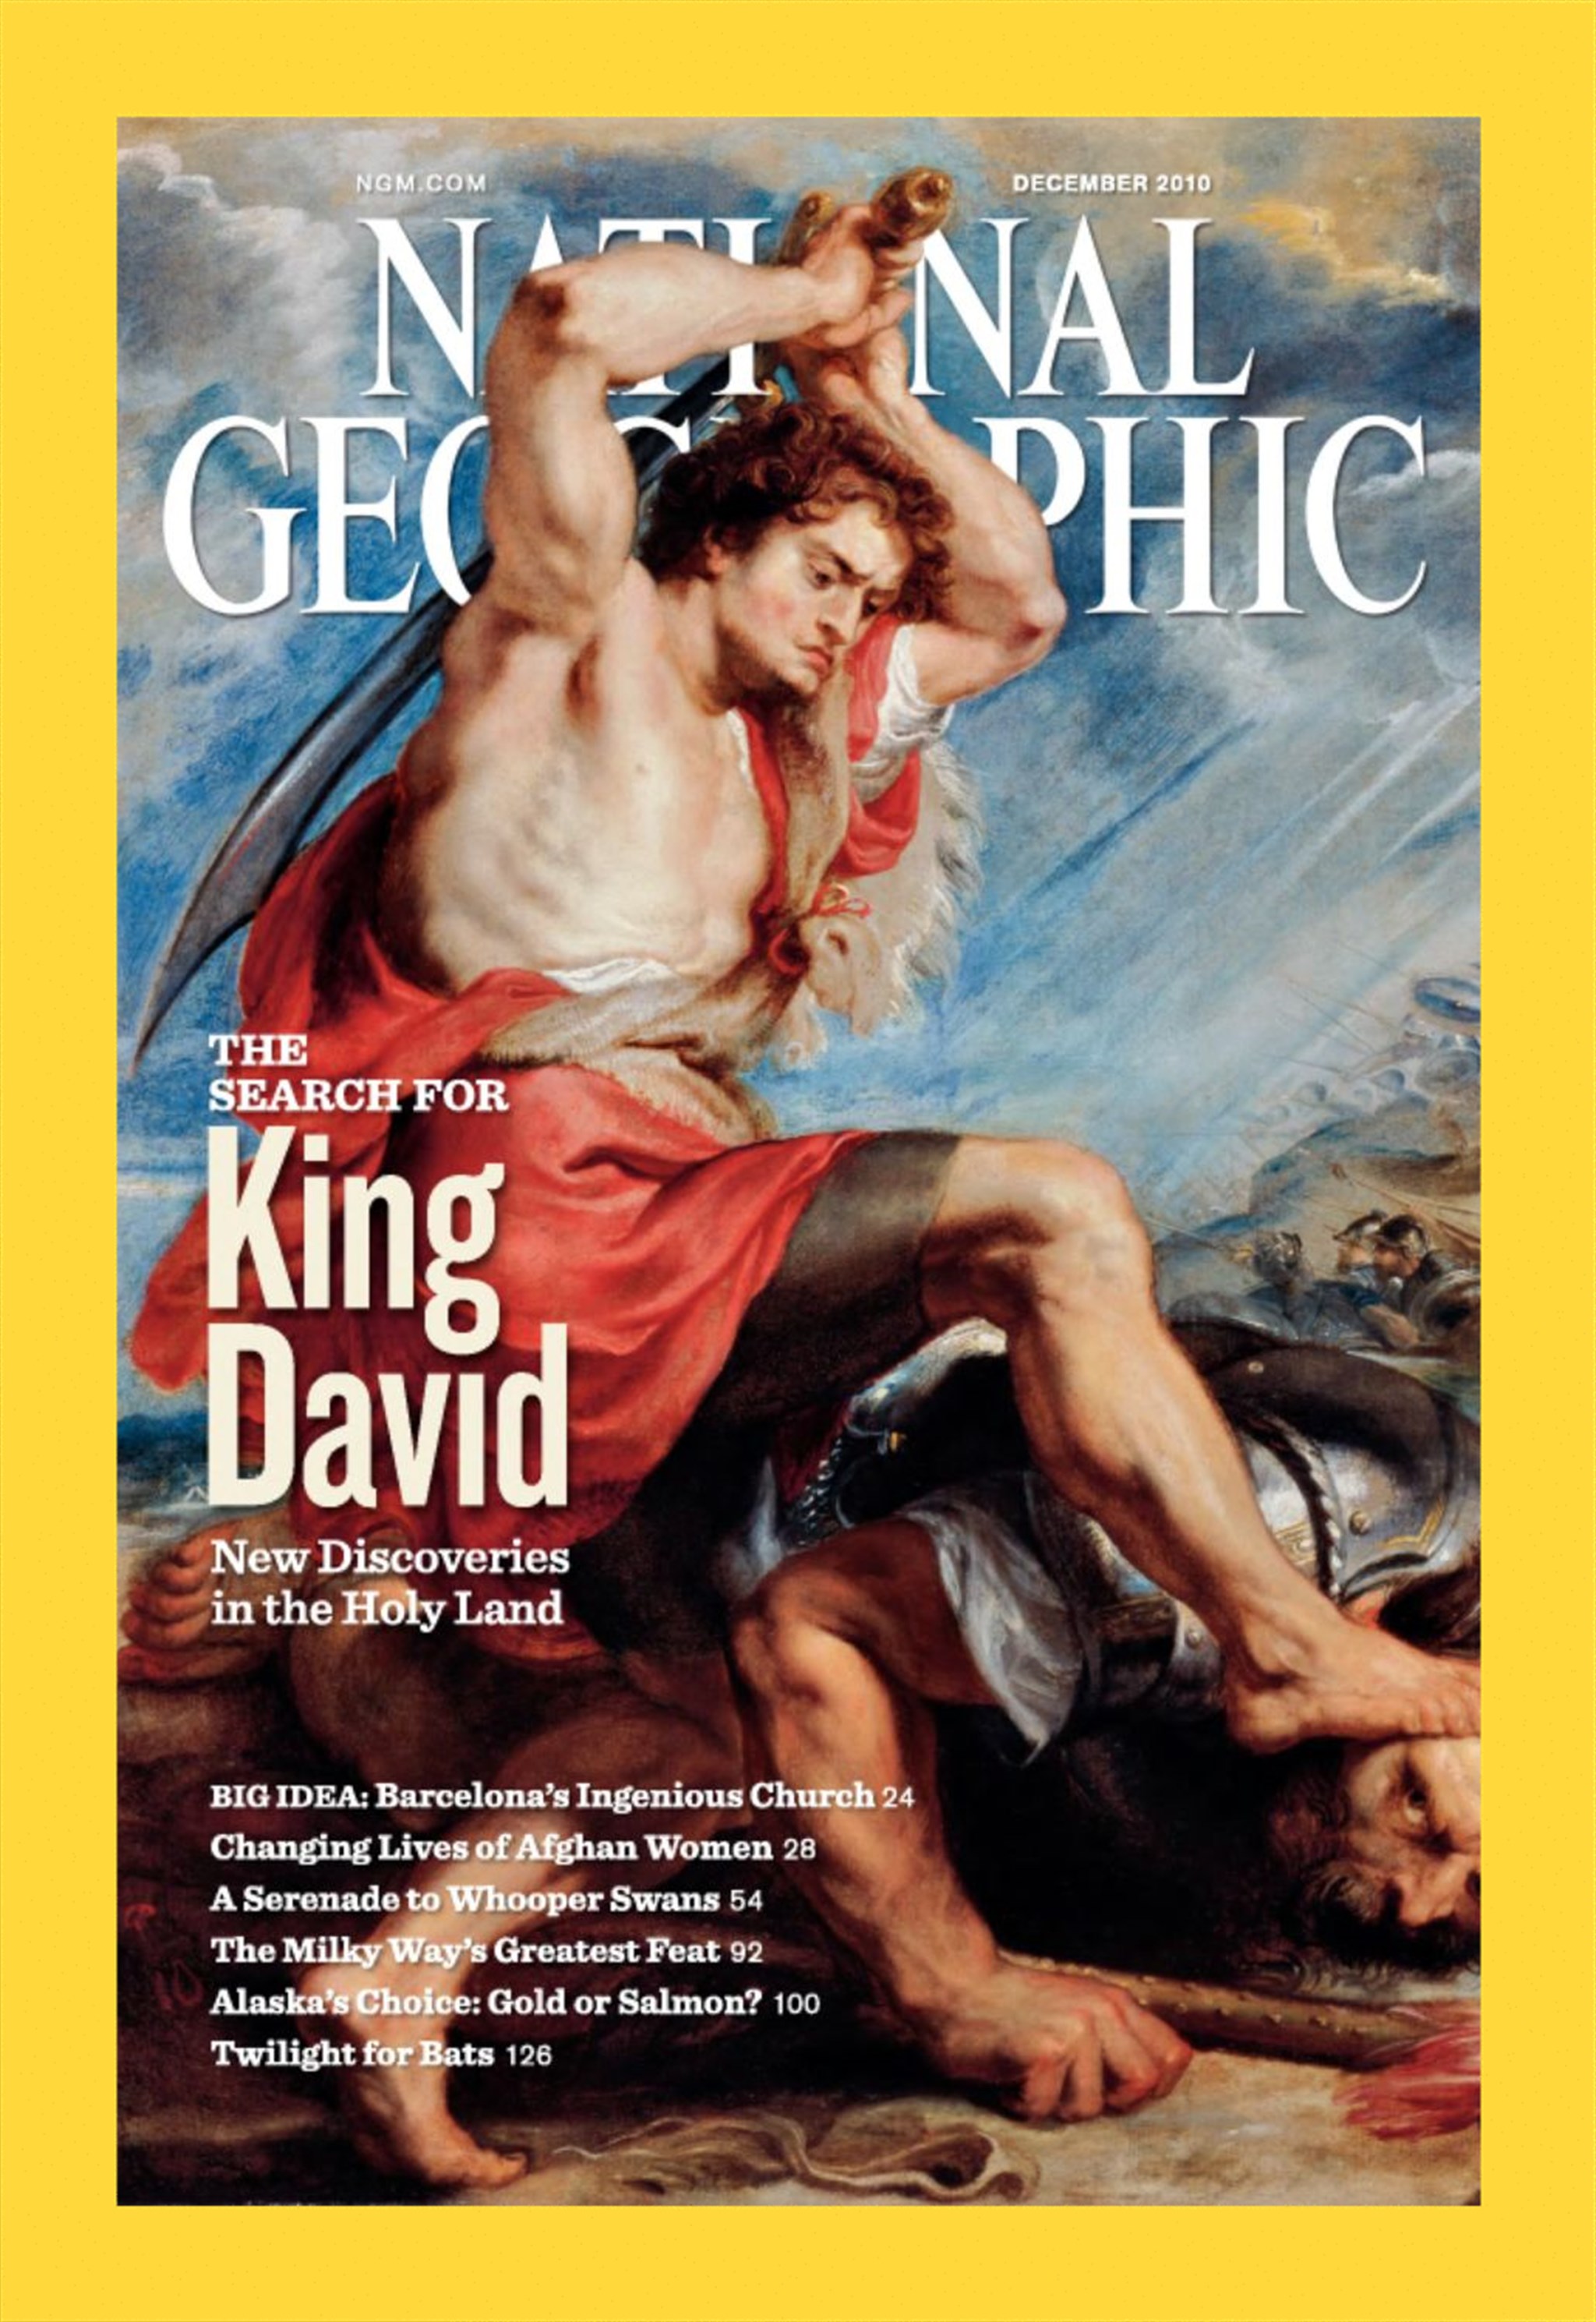 NGM.COM
DECEMBER 2010
NATIONAL
GEOGRAPHIC
THE
SEARCH FOR
King
David
New Discoveries
in the Holy Land
BIG IDEA: Barcelona's Ingenious Church 24
Changing Lives of Afghan Women 28
A Serenade to Whooper Swans 54
The Milky Way's Greatest Feat 92
Alaska's Choice: Gold or Salmon? 100
Twilight for Bats 126